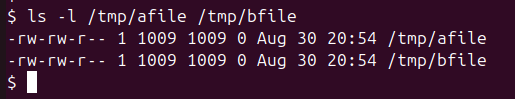 $ ls -l /tmp/afile /tmp/bfile
-rw-rw-r-- 1 1009 1009 0 Aug 30 20:54 /tmp/afile
-rw-rw-r-- 1 1009 1009 0 Aug 30 20:54 /tmp/bfile
$